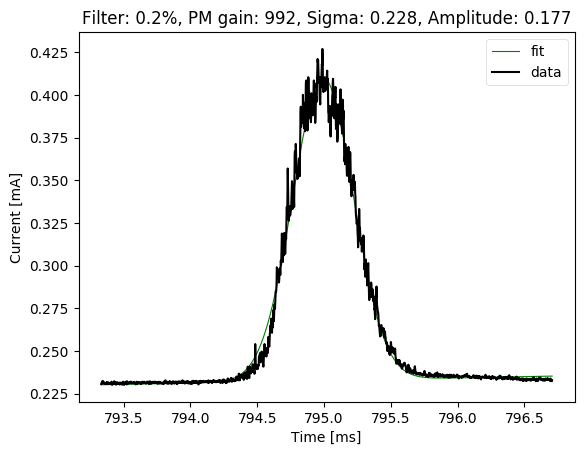 Filter: 0.2%, PM gain: 992, Sigma: 0.228, Amplitude: 0.177
fit
data
Current [mA]
0.425
0.400
0.375
0.350
0.325
0.300
0.275
0.250
0.225
793.5 794.0 794.5 795.0 795.5 796.0 796.5
Time [ms]